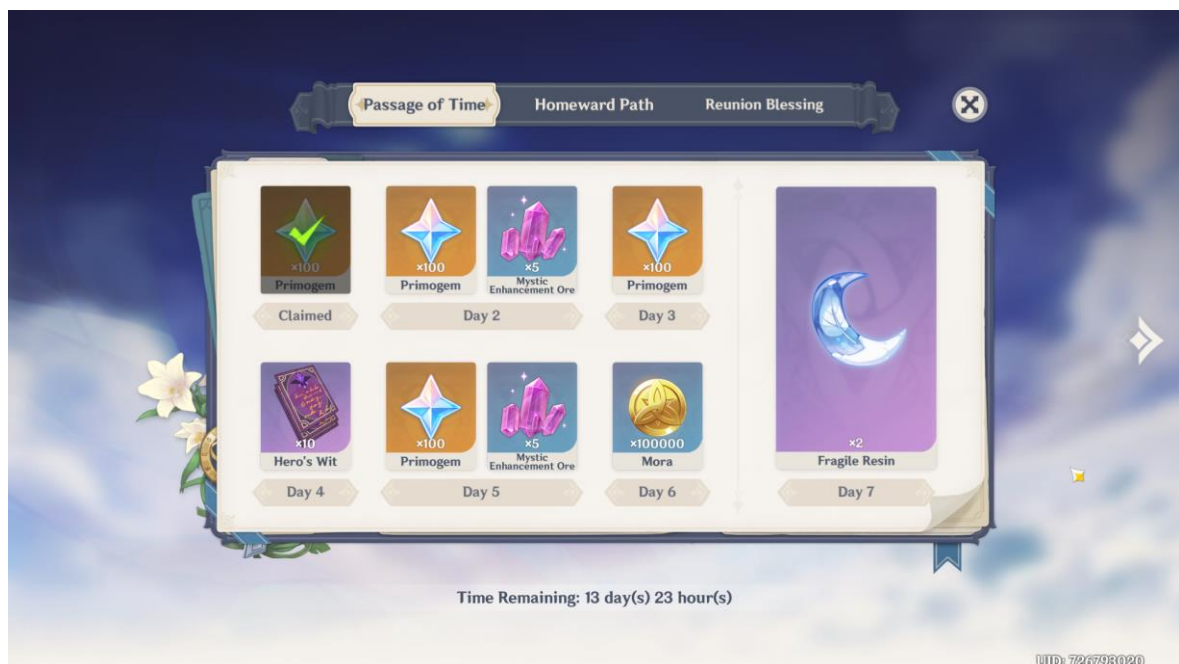 Passage of Time
Homeward Path
Reunion Blessing
×100
Primogem
Claimed
×100
Primogem
×5
Mystic
Enhancement Ore
Day 2
×100
Primogem
Day 3
×10
Hero's Wit
Day 4
×100
Primogem
×5
Mystic
Enhancement Ore
Day 5
×100000
Mora
Day 6
×2
Fragile Resin
Day 7
Time Remaining: 13 day(s) 23 hour(s)
UID: 726793020